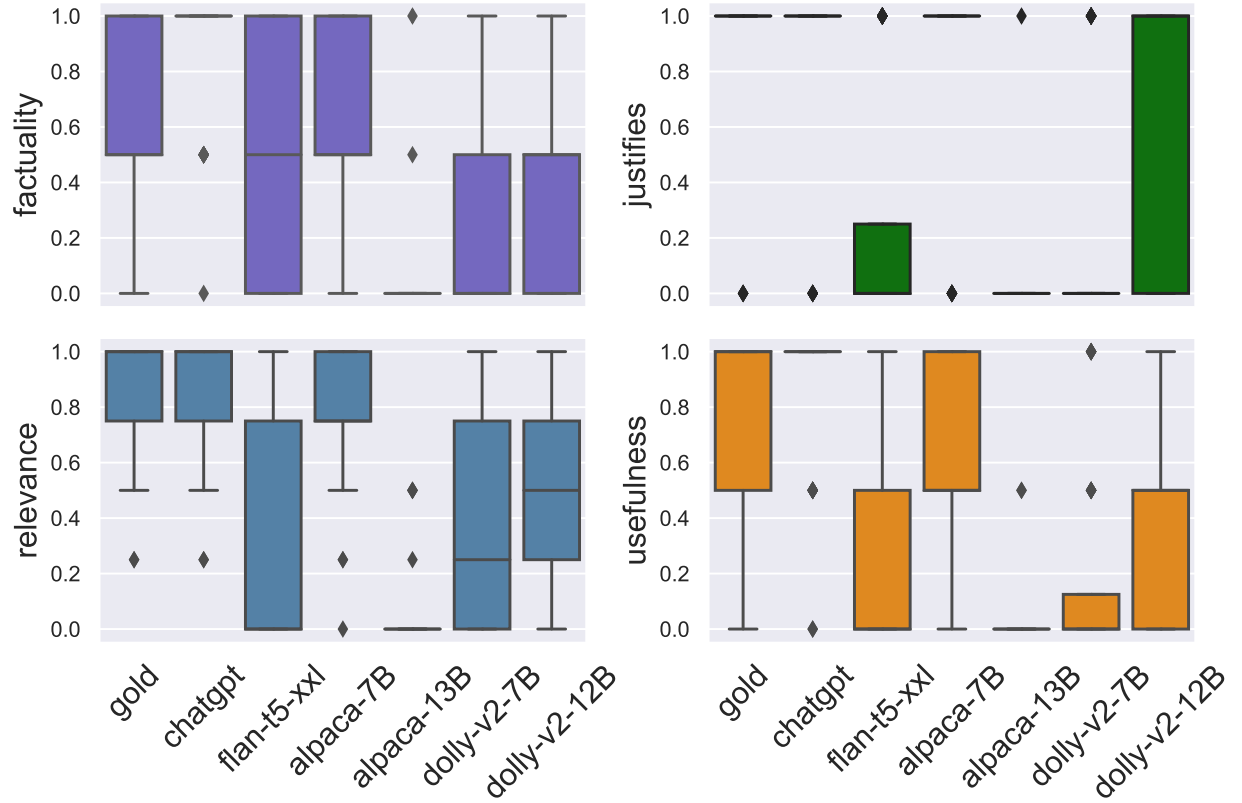 factuality
1.0
0.8
0.6
0.4
0.2
0.0
justifies
1.0
0.8
0.6
0.4
0.2
0.0
relevance
1.0
0.8
0.6
0.4
0.2
0.0
usefulness
1.0
0.8
0.6
0.4
0.2
0.0
gold
chatgpt
flan-t5-xxl
alpaca-7B
alpaca-13B
dolly-v2-7B
dolly-v2-12B
gold
chatgpt
flan-t5-xxl
alpaca-7B
alpaca-13B
dolly-v2-7B
dolly-v2-12B